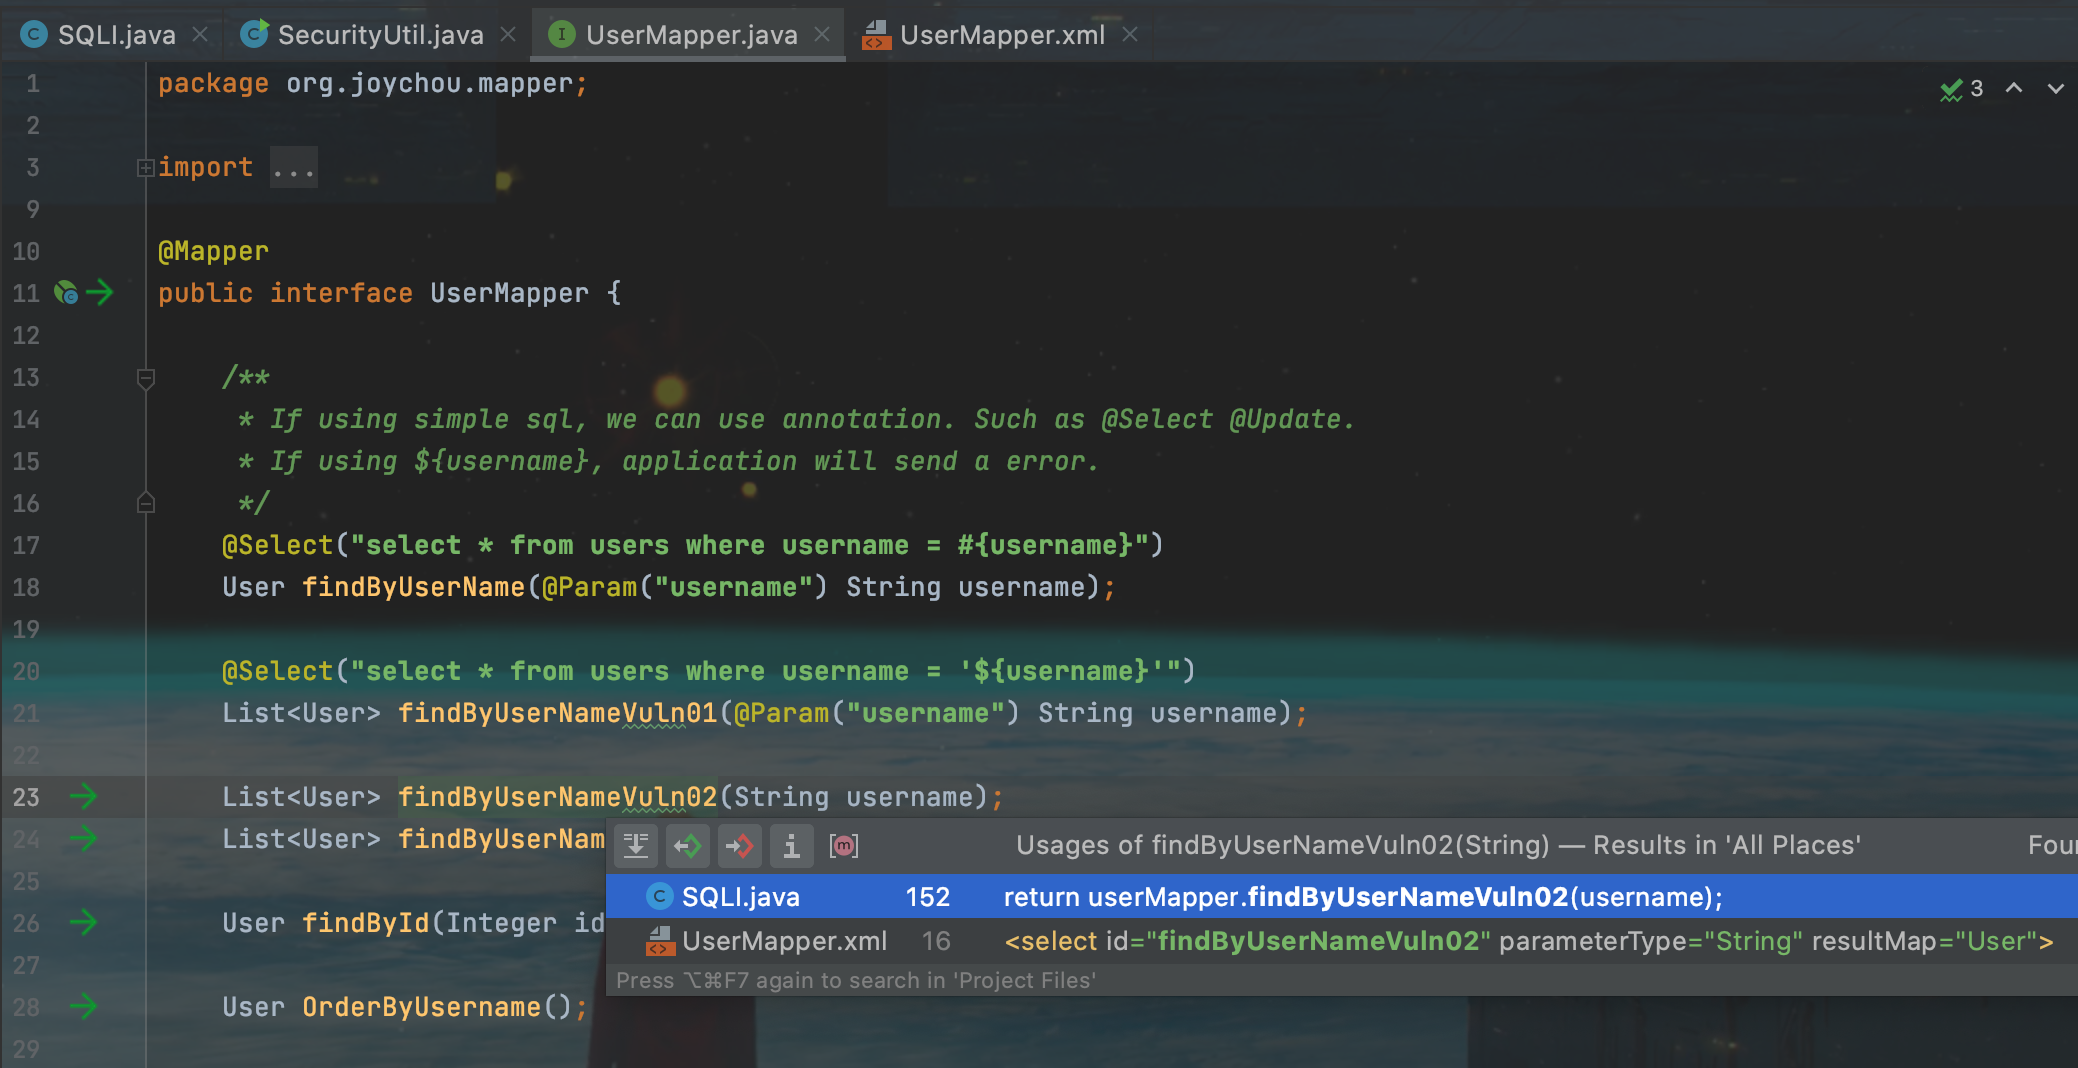 SQLI.java SecurityUtil.java UserMapper.java UserMapper.xml
1 package org.joychou.mapper;
3
2
3 import ...
9
10 @Mapper
11 public interface UserMapper {
12
13 /**
14 * If using simple sql, we can use annotation. Such as @Select @Update.
15 * If using ${username}, application will send a error.
16 */
17 @Select("select * from users where username = #{username}")
18 User findByUserName(@Param("username") String username);
19
20 @Select("select * from users where username = '${username}'")
21 List<User> findByUserNameVuln01(@Param("username") String username);
22
23 List<User> findByUserNameVuln02(String username);
24 List<User> findByUserNam
Usages of findByUserNameVuln02(String) — Results in 'All Places' Foun
25
SQLI.java 152 return userMapper.findByUserNameVuln02(username);
26 User findById(Integer id
UserMapper.xml 16 <select id="findByUserNameVuln02" parameterType="String" resultMap="User">
27
Press ⌥⌘F7 again to search in 'Project Files'
28 User OrderByUsername();
29